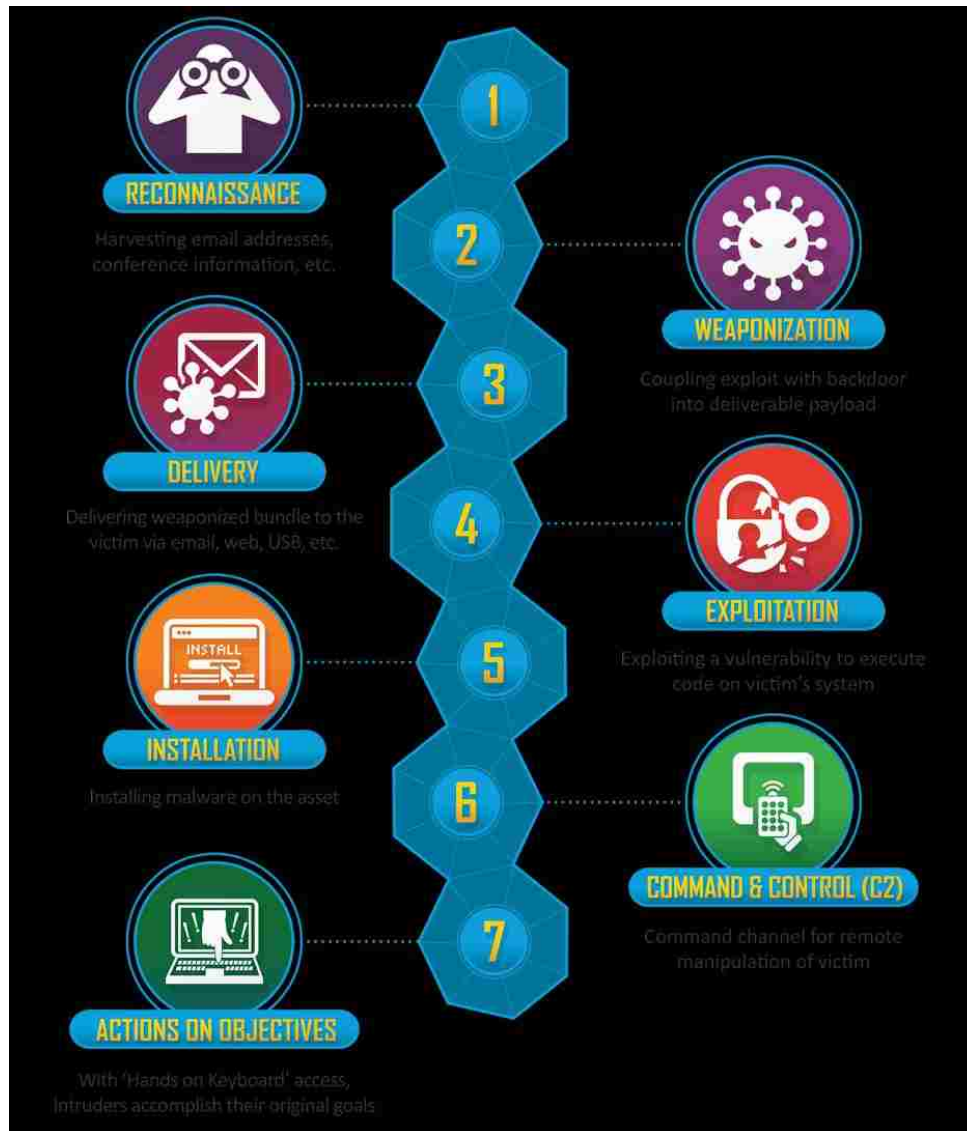 1
RECONNAISSANCE
Harvesting email addresses,
conference information, etc.
2
WEAPONIZATION
Coupling exploit with backdoor
into deliverable payload
3
DELIVERY
Delivering weaponized bundle to the
victim via email, web, USB, etc.
4
EXPLOITATION
Exploiting a vulnerability to execute
code on victim's system
5
INSTALL
INSTALLATION
Installing malware on the asset
6
COMMAND & CONTROL (C2)
Command channel for remote
manipulation of victim
7
ACTIONS ON OBJECTIVES
With 'Hands on Keyboard' access,
intruders accomplish their original goals